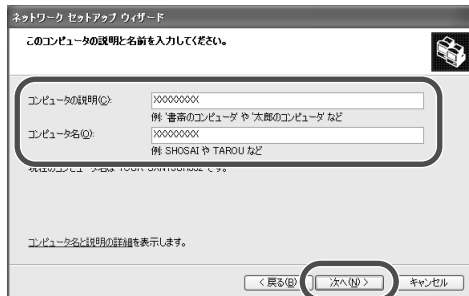 ネットワーク セットアップ ウィザード
このコンピュータの説明と名前を入力してください。
コンピュータの説明(C):
XXXXXXXX
例: '書斎のコンピュータ' や '太郎のコンピュータ' など
コンピュータ名(O):
XXXXXXXX
例: SHOSAI や TAROU など
コンピュータ名と説明の詳細を表示します。
< 戻る(B)
次へ(N) >
キャンセル